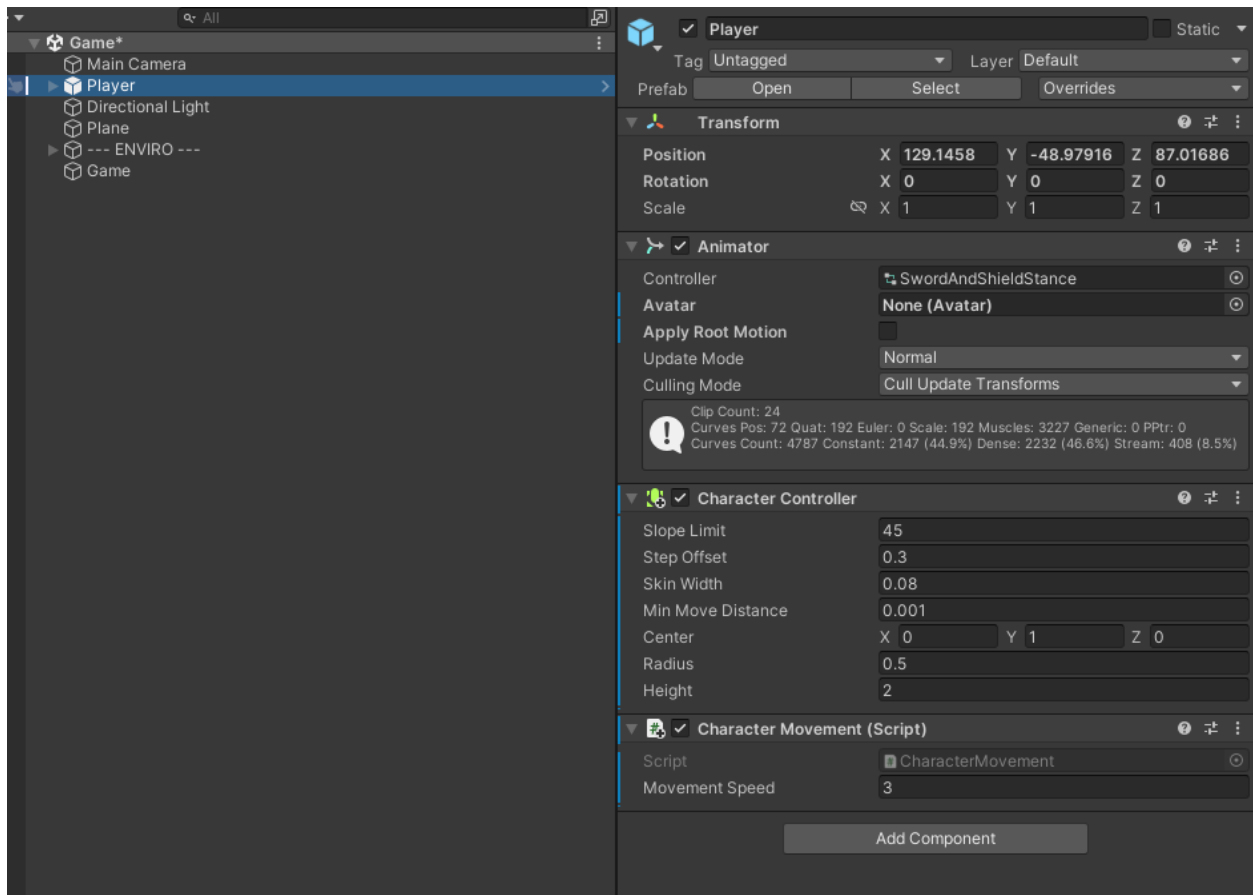 All
Game*
Main Camera
Player
Directional Light
Plane
--- ENVIRO ---
Game
Player Static
Tag Untagged Layer Default
Prefab Open Select Overrides
Transform
Position X 129.1458 Y -48.97916 Z 87.01686
Rotation X 0 Y 0 Z 0
Scale X 1 Y 1 Z 1
Animator
Controller SwordAndShieldStance
Avatar None (Avatar)
Apply Root Motion
Update Mode Normal
Culling Mode Cull Update Transforms
Clip Count: 24
Curves Pos: 72 Quat: 192 Euler: 0 Scale: 192 Muscles: 3227 Generic: 0 PPtr: 0
Curves Count: 4787 Constant: 2147 (44.9%) Dense: 2232 (46.6%) Stream: 408 (8.5%)
Character Controller
Slope Limit 45
Step Offset 0.3
Skin Width 0.08
Min Move Distance 0.001
Center X 0 Y 1 Z 0
Radius 0.5
Height 2
Character Movement (Script)
Script CharacterMovement
Movement Speed 3
Add Component